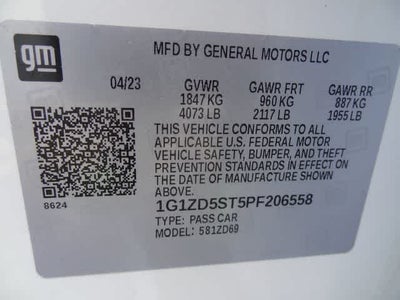 gm
MFD BY GENERAL MOTORS LLC
04/23 GVWR GAWR FRT GAWR RR
1847 KG 960 KG 887 KG
4073 LB 2117 LB 1955 LB
THIS VEHICLE CONFORMS TO ALL
APPLICABLE U.S. FEDERAL MOTOR
VEHICLE SAFETY, BUMPER, AND THEFT
PREVENTION STANDARDS IN EFFECT ON
THE DATE OF MANUFACTURE SHOWN
ABOVE.
8624
1G1ZD5ST5PF206558
TYPE: PASS CAR
MODEL: 581ZD69